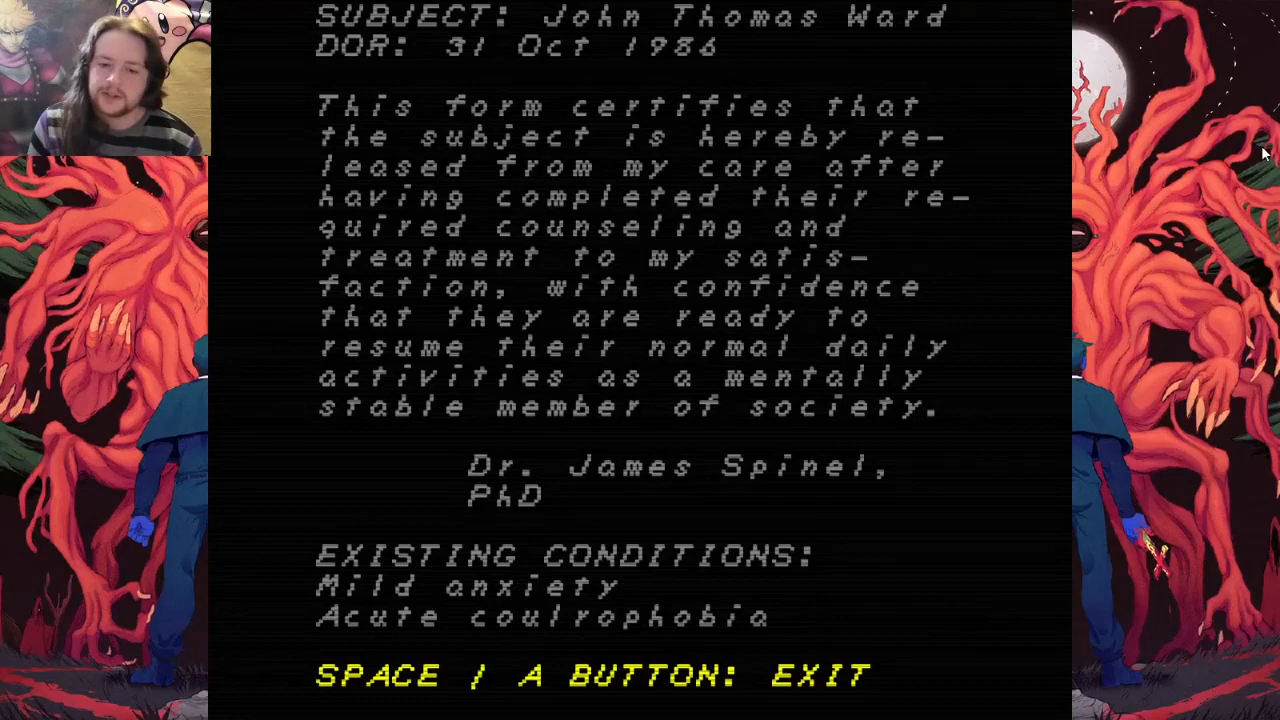 SUBJECT: John Thomas Ward
DOR: 31 Oct 1986
This form certifies that
the subject is hereby re-
leased from my care after
having completed their re-
quired counseling and
treatment to my satis-
faction, with confidence
that they are ready to
resume their normal daily
activities as a mentally
stable member of society.
Dr. James Spinel,
PhD
EXISTING CONDITIONS:
Mild anxiety
Acute coulrophobia
SPACE / A BUTTON: EXIT